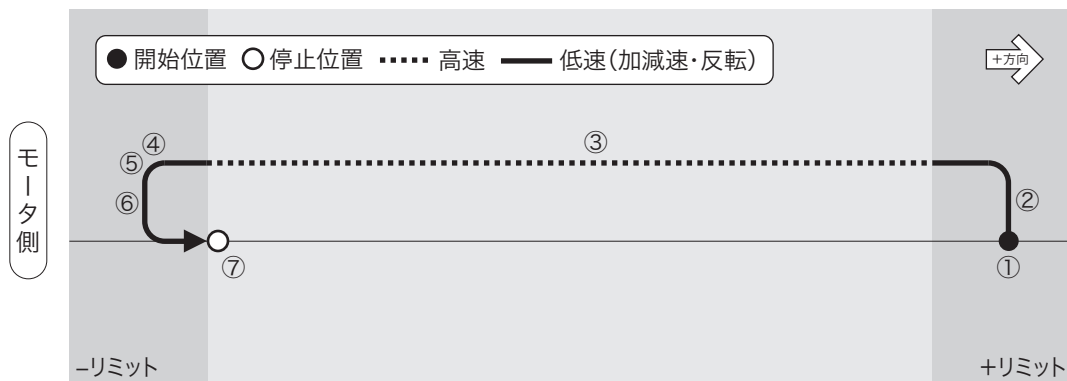 ●開始位置 ○停止位置 ······ 高速 —— 低速(加減速・反転)
+方向
モータ側
③
④
⑤
⑥
②
⑦
①
−リミット
+リミット